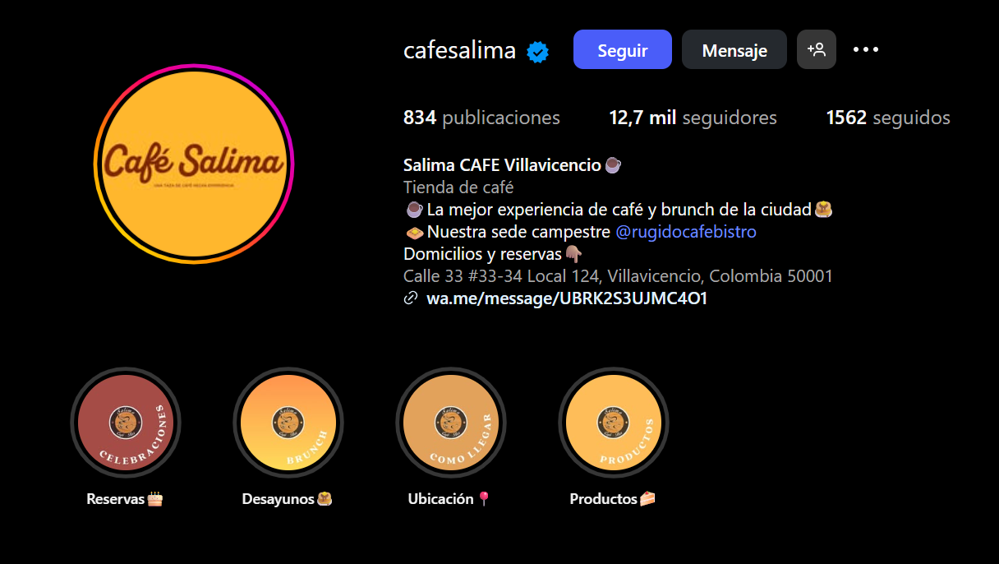 cafesalima
Seguir
Mensaje
834 publicaciones
12,7 mil seguidores
1562 seguidos
Café Salima
UNA TAZA DE CAFÉ
Salima CAFE Villavicencio
Tienda de café
La mejor experiencia de café y brunch de la ciudad
Nuestra sede campestre @rugidocafebistro
Domicilios y reservas
Calle 33 #33-34 Local 124, Villavicencio, Colombia 50001
wa.me/message/UBRK2S3UJMC4O1
CELEBRACIONES
BRUNCH
COMO LLEGAR
PRODUCTOS
Reservas
Desayunos
Ubicación
Productos